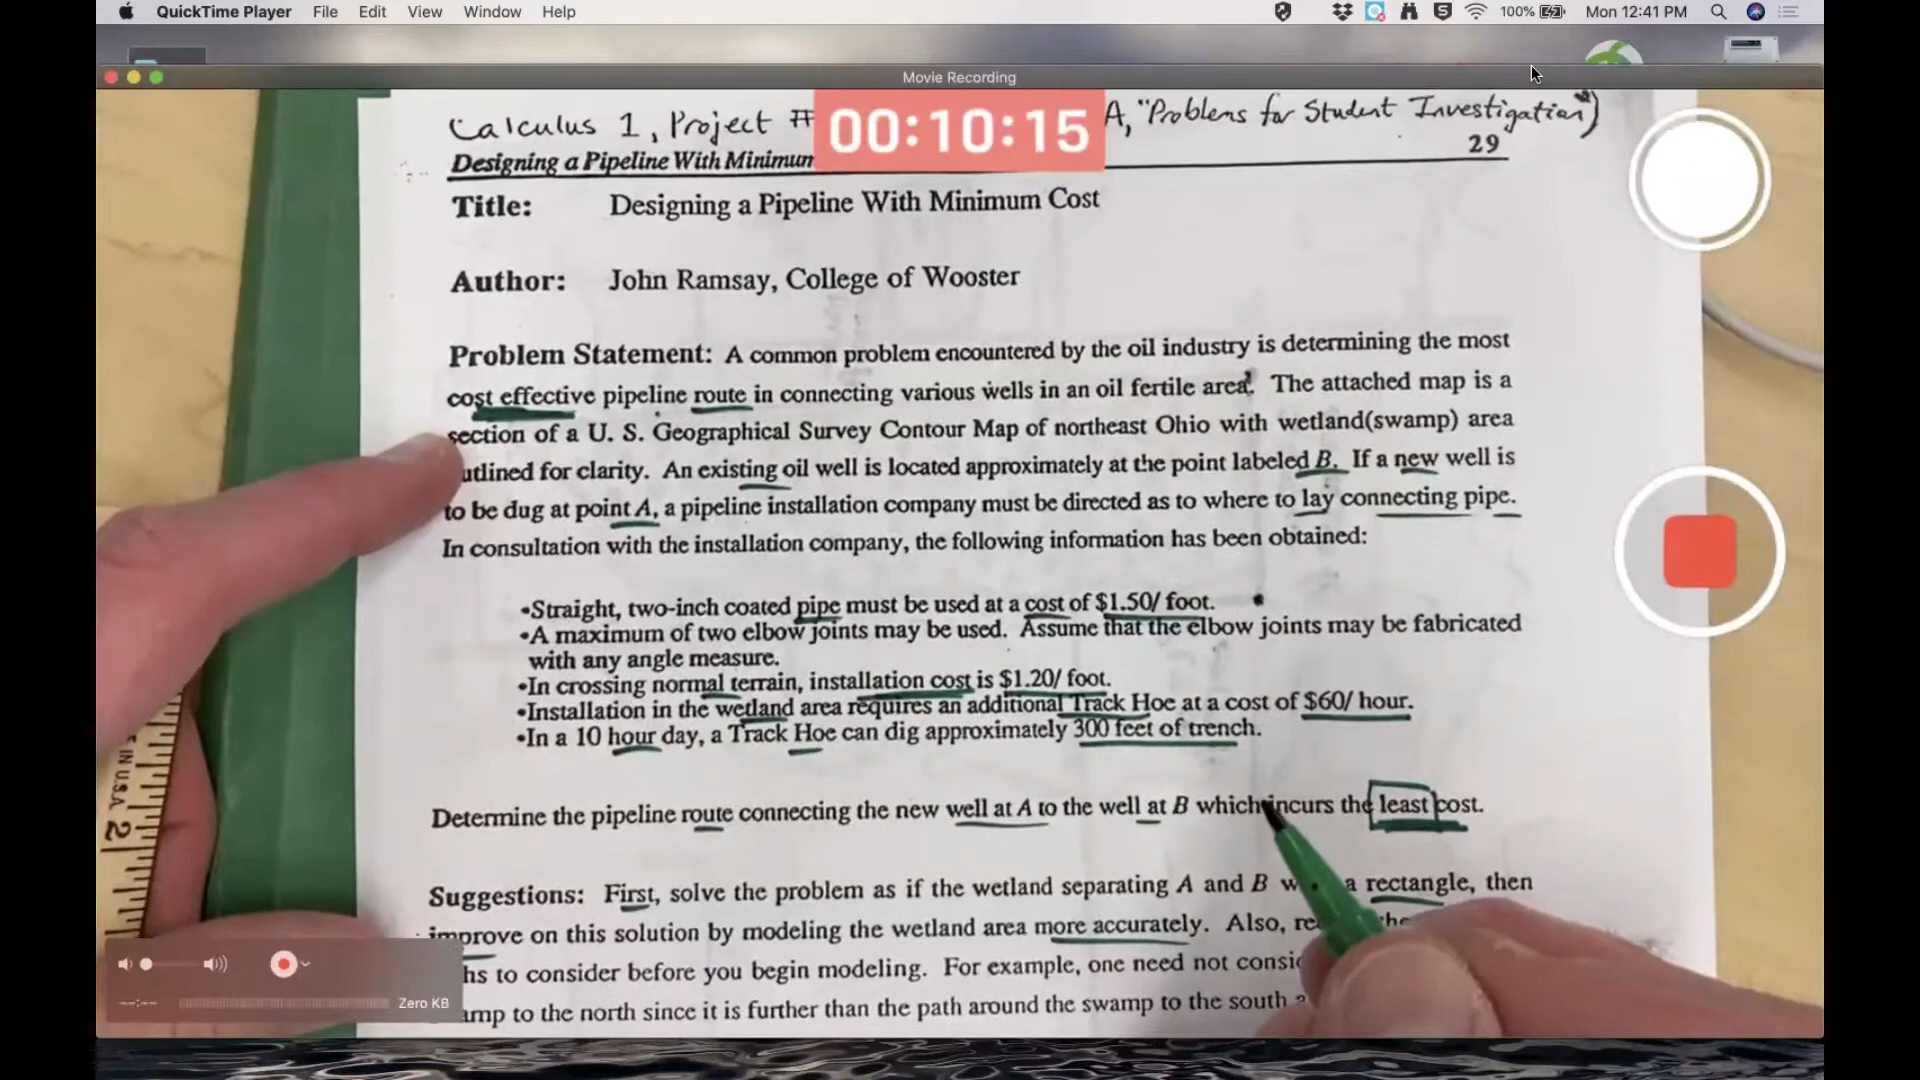 QuickTime Player File Edit View Window Help 100% Mon 12:41 PM
Movie Recording
Calculus 1, Project # A, "Problems for Student Investigation")
00:10:15
29
Designing a Pipeline With Minimum
Title: Designing a Pipeline With Minimum Cost
Author: John Ramsay, College of Wooster
Problem Statement: A common problem encountered by the oil industry is determining the most
cost effective pipeline route in connecting various wells in an oil fertile area. The attached map is a
section of a U. S. Geographical Survey Contour Map of northeast Ohio with wetland(swamp) area
utlined for clarity. An existing oil well is located approximately at the point labeled B. If a new well is
to be dug at point A, a pipeline installation company must be directed as to where to lay connecting pipe.
In consultation with the installation company, the following information has been obtained:
•Straight, two-inch coated pipe must be used at a cost of $1.50/ foot.
•A maximum of two elbow joints may be used. Assume that the elbow joints may be fabricated
with any angle measure.
•In crossing normal terrain, installation cost is $1.20/ foot.
•Installation in the wetland area requires an additional Track Hoe at a cost of $60/ hour.
•In a 10 hour day, a Track Hoe can dig approximately 300 feet of trench.
Determine the pipeline route connecting the new well at A to the well at B which incurs the least cost.
Suggestions: First, solve the problem as if the wetland separating A and B a rectangle, then
improve on this solution by modeling the wetland area more accurately. Also,
hs to consider before you begin modeling. For example, one need not
amp to the north since it is further than the path around the swamp to the south
Zero KB
IN USA
2